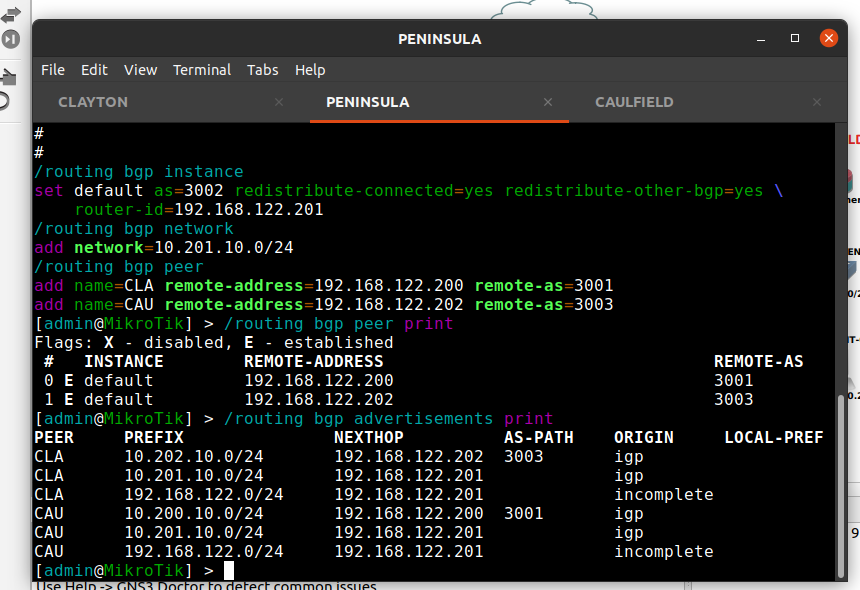 PENINSULA
File Edit View Terminal Tabs Help
CLAYTON × PENINSULA × CAULFIELD ×
#
#
/routing bgp instance
set default as=3002 redistribute-connected=yes redistribute-other-bgp=yes \
router-id=192.168.122.201
/routing bgp network
add network=10.201.10.0/24
/routing bgp peer
add name=CLA remote-address=192.168.122.200 remote-as=3001
add name=CAU remote-address=192.168.122.202 remote-as=3003
[admin@MikroTik] > /routing bgp peer print
Flags: X - disabled, E - established
# INSTANCE REMOTE-ADDRESS REMOTE-AS
0 E default 192.168.122.200 3001
1 E default 192.168.122.202 3003
[admin@MikroTik] > /routing bgp advertisements print
PEER PREFIX NEXTHOP AS-PATH ORIGIN LOCAL-PREF
CLA 10.202.10.0/24 192.168.122.202 3003 igp
CLA 10.201.10.0/24 192.168.122.201 igp
CLA 192.168.122.0/24 192.168.122.201 incomplete
CAU 10.200.10.0/24 192.168.122.200 3001 igp
CAU 10.201.10.0/24 192.168.122.201 igp
CAU 192.168.122.0/24 192.168.122.201 incomplete
[admin@MikroTik] >
Use Help -> GNS3 Doctor to detect common issues